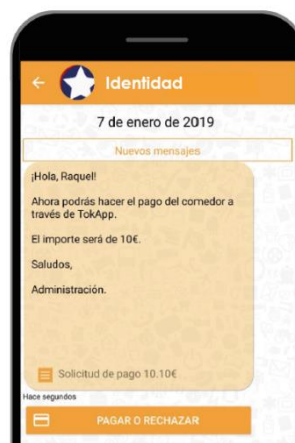 Identidad
7 de enero de 2019
Nuevos mensajes
¡Hola, Raquel!
Ahora podrás hacer el pago del comedor a
través de TokApp.
El importe será de 10€.
Saludos,
Administración.
Solicitud de pago 10.10€
Hace segundos
PAGAR O RECHAZAR